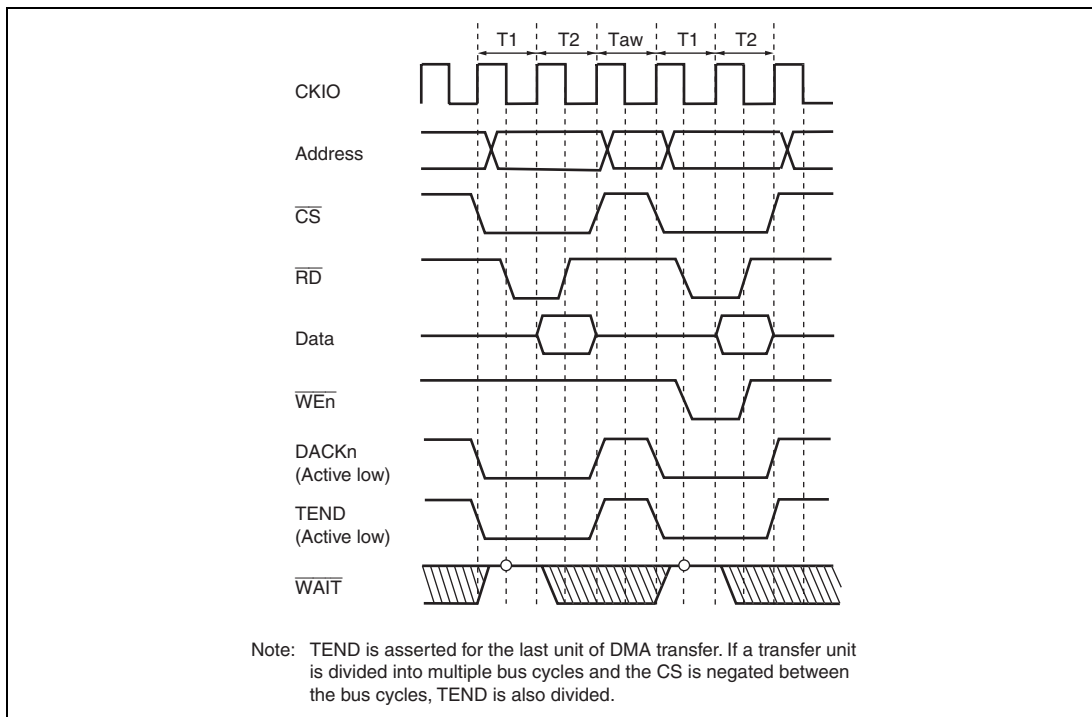 T1 T2 Taw T1 T2
CKIO
Address
CS
RD
Data
WEn
DACKn
(Active low)
TEND
(Active low)
WAIT
Note: TEND is asserted for the last unit of DMA transfer. If a transfer unit
is divided into multiple bus cycles and the CS is negated between
the bus cycles, TEND is also divided.